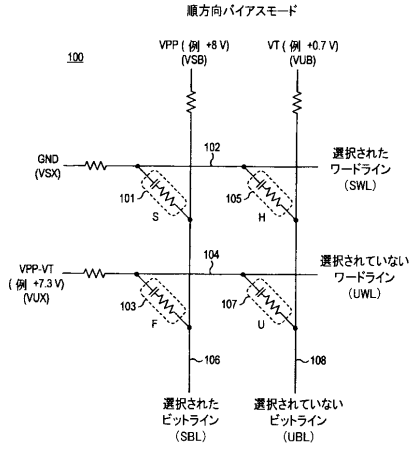 順方向バイアスモード
100
VPP (例 +8 V)
(VSB)
VT (例 +0.7 V)
(VUB)
GND
(VSX)
102
選択された
ワードライン
(SWL)
101
S
105
H
VPP-VT
(例 +7.3 V)
(VUX)
104
選択されていない
ワードライン
(UWL)
103
F
107
U
106
108
選択された
ビットライン
(SBL)
選択されていない
ビットライン
(UBL)